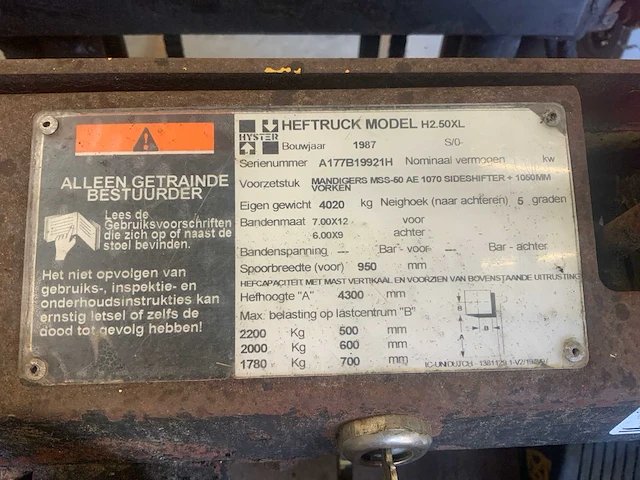 ALLEEN GETRAINDE
BESTUURDER
Lees de
Gebruiksvoorschriften
die zich op of naast de
stoel bevinden.
Het niet opvolgen van
gebruiks-, inspektie- en
onderhoudsinstrukties kan
ernstig letsel of zelfs de
dood tot gevolg hebben!
HYSTER HEFTRUCK MODEL H2.50XL
Bouwjaar 1987 S/0-
Serienummer A177B19921H Nominaal vermogen kw
Voorzetstuk MANDIGERS MSS-50 AE 1070 SIDESHIFTER + 1050MM
VORKEN
Eigen gewicht 4020 kg Neighoek (naar achteren) 5 graden
Bandenmaat 7.00X12 voor
6.00X9 achter
Bandenspanning --- Bar - voor --- Bar - achter
Spoorbreedte (voor) 950 mm
HEFCAPACITEIT MET MAST VERTIKAAL EN VOORZIEN VAN BOVENSTAANDE UITRUSTING
Hefhoogte "A" 4300 mm
Max. belasting op lastcentrum "B"
2200 Kg 500 mm
2000 Kg 600 mm
1780 Kg 700 mm
B
A
B